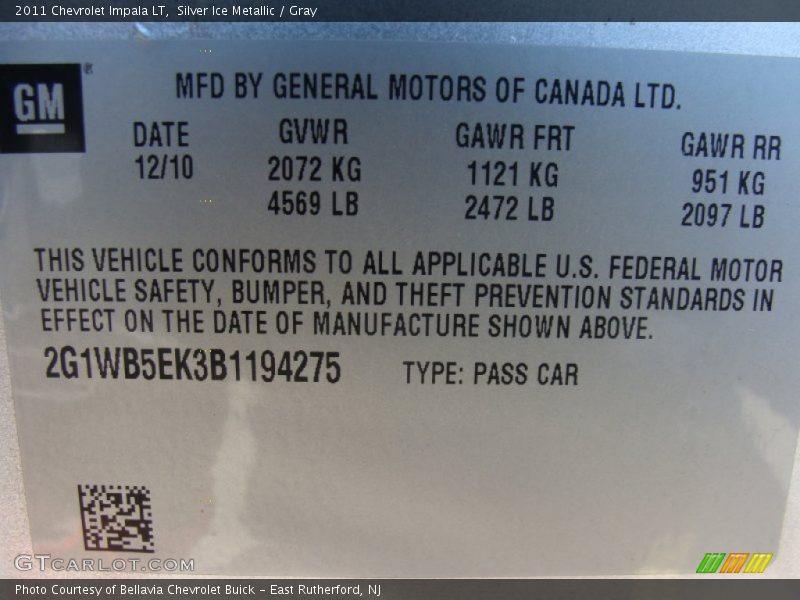 2011 Chevrolet Impala LT,  Silver Ice Metallic / Gray
GM ®
MFD BY GENERAL MOTORS OF CANADA LTD.
DATE GVWR GAWR FRT GAWR RR
12/10 2072 KG 1121 KG 951 KG
4569 LB 2472 LB 2097 LB
THIS VEHICLE CONFORMS TO ALL APPLICABLE U.S. FEDERAL MOTOR
VEHICLE SAFETY, BUMPER, AND THEFT PREVENTION STANDARDS IN
EFFECT ON THE DATE OF MANUFACTURE SHOWN ABOVE.
2G1WB5EK3B1194275 TYPE: PASS CAR
GTCARLOT.COM
Photo Courtesy of Bellavia Chevrolet Buick – East Rutherford, NJ